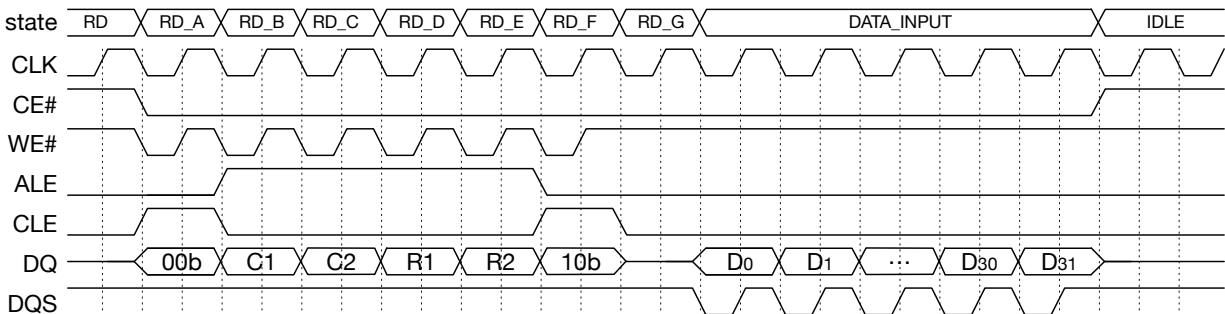 state RD RD_A RD_B RD_C RD_D RD_E RD_F RD_G DATA_INPUT IDLE
CLK
CE#
WE#
ALE
CLE
DQ 00b C1 C2 R1 R2 10b D0 D1 ... D30 D31
DQS